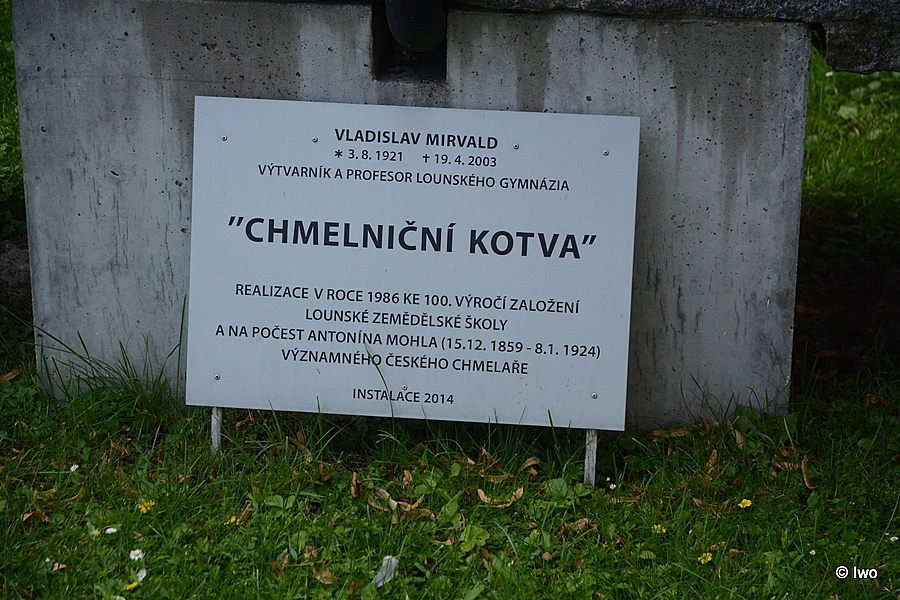 VLADISLAV MIRVALD
* 3. 8. 1921 † 19. 4. 2003
VÝTVARNÍK A PROFESOR LOUNSKÉHO GYMNÁZIA
"CHMELNIČNÍ KOTVA"
REALIZACE V ROCE 1986 KE 100. VÝROČÍ ZALOŽENÍ
LOUNSKÉ ZEMĚDĚLSKÉ ŠKOLY
A NA POČEST ANTONÍNA MOHLA (15.12. 1859 - 8.1. 1924)
VÝZNAMNÉHO ČESKÉHO CHMELAŘE
INSTALACE 2014
© Iwo